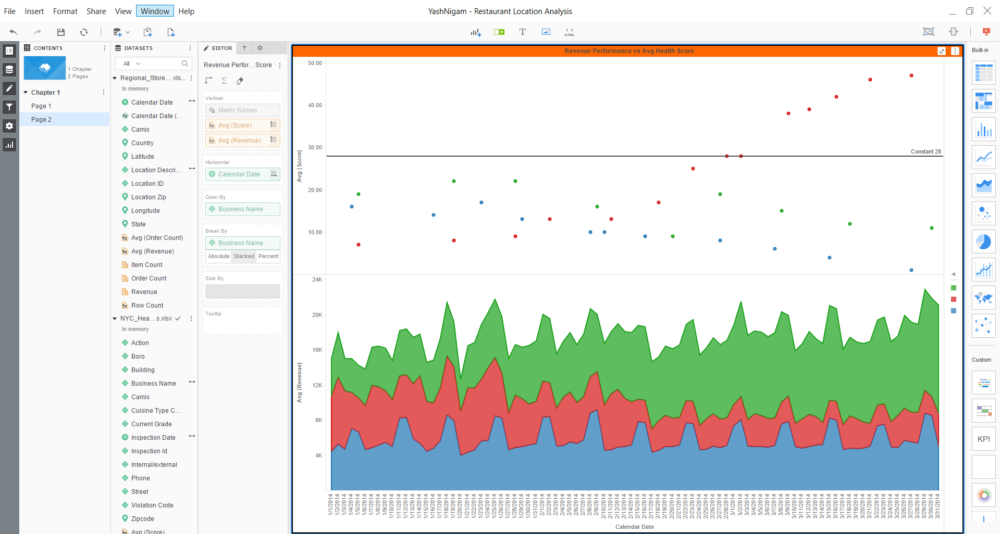 File Insert Format Share View Window Help
YashNigam - Restaurant Location Analysis
HTML
CONTENTS
1 Chapter
2 Pages
Chapter 1
Page 1
Page 2
DATASETS
All
Regional_Store... xls...
In memory
Calendar Date
Calendar Date (...
Camis
Country
Latitude
Location Descri...
Location ID
Location Zip
Longitude
State
Avg (Order Count)
Avg (Revenue)
Item Count
Order Count
Revenue
Row Count
NYC_Hea...s.xlsx
In memory
Action
Boro
Building
Business Name
Camis
Cuisine Type C...
Current Grade
Inspection Date
Inspection Id
Internal/external
Phone
Street
Violation Code
Zipcode
Avg (Score)
EDITOR
Revenue Perfor... Score
Vertical
Metric Names
Avg (Score)
Avg (Revenue)
Horizontal
Calendar Date
Color By
Business Name
Break By
Business Name
Absolute Stacked Percent
Size By
Tooltip
Revenue Performance vs Avg Health Score
50.00
40.00
30.00
20.00
10.00
Avg (Score)
Constant 28
24K
20K
16K
12K
8K
4K
Avg (Revenue)
1/1/2014 1/2/2014 1/3/2014 1/4/2014 1/5/2014 1/6/2014 1/7/2014 1/8/2014 1/9/2014 1/10/2014 1/11/2014 1/12/2014 1/13/2014 1/14/2014 1/15/2014 1/16/2014 1/17/2014 1/18/2014 1/19/2014 1/20/2014 1/21/2014 1/22/2014 1/23/2014 1/24/2014 1/25/2014 1/26/2014 1/27/2014 1/28/2014 1/29/2014 1/30/2014 1/31/2014 2/1/2014 2/2/2014 2/3/2014 2/4/2014 2/5/2014 2/6/2014 2/7/2014 2/8/2014 2/9/2014 2/10/2014 2/11/2014 2/12/2014 2/13/2014 2/14/2014 2/15/2014 2/16/2014 2/17/2014 2/18/2014 2/19/2014 2/20/2014 2/21/2014 2/22/2014 2/23/2014 2/24/2014 2/25/2014 2/26/2014 2/27/2014 2/28/2014 3/1/2014 3/2/2014 3/3/2014 3/4/2014 3/5/2014 3/6/2014 3/7/2014 3/8/2014 3/9/2014 3/10/2014 3/11/2014 3/12/2014 3/13/2014 3/14/2014 3/15/2014 3/16/2014 3/17/2014 3/18/2014 3/19/2014 3/20/2014 3/21/2014 3/22/2014 3/23/2014 3/24/2014 3/25/2014 3/26/2014 3/27/2014 3/28/2014 3/29/2014 3/30/2014 3/31/2014
Calendar Date
Built-in
Custom
WORD
CLOUD
KPI